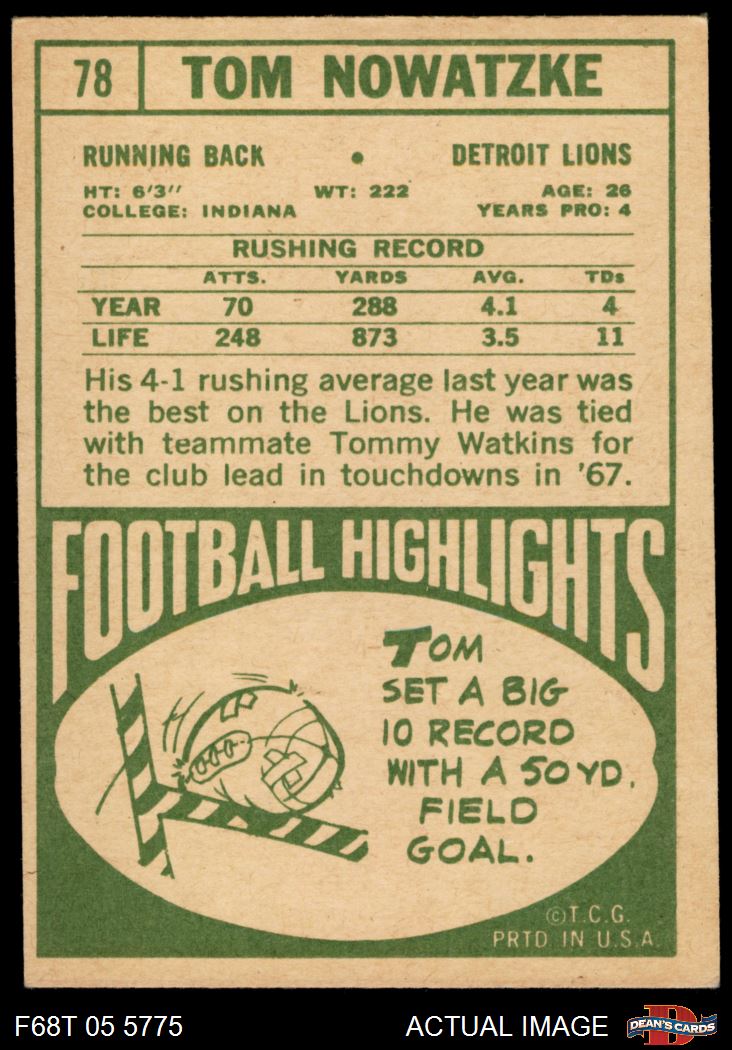 78 TOM NOWATZKE
RUNNING BACK • DETROIT LIONS
HT: 6'3'' WT: 222 AGE: 26
COLLEGE: INDIANA YEARS PRO: 4
RUSHING RECORD
ATTS. YARDS AVG. TDs
YEAR 70 288 4.1 4
LIFE 248 873 3.5 11
His 4-1 rushing average last year was
the best on the Lions. He was tied
with teammate Tommy Watkins for
the club lead in touchdowns in '67.
FOOTBALL HIGHLIGHTS
TOM
SET A BIG
10 RECORD
WITH A 50 YD.
FIELD
GOAL.
©T.C.G.
PRTD IN U.S.A.
F68T 05 5775 ACTUAL IMAGE DEAN'S CARDS